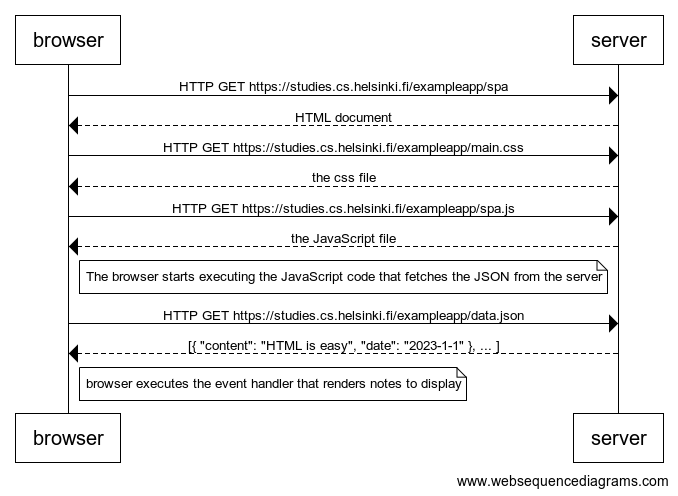 browser server
HTTP GET https://studies.cs.helsinki.fi/exampleapp/spa
HTML document
HTTP GET https://studies.cs.helsinki.fi/exampleapp/main.css
the css file
HTTP GET https://studies.cs.helsinki.fi/exampleapp/spa.js
the JavaScript file
The browser starts executing the JavaScript code that fetches the JSON from the server
HTTP GET https://studies.cs.helsinki.fi/exampleapp/data.json
[{ "content": "HTML is easy", "date": "2023-1-1" }, ... ]
browser executes the event handler that renders notes to display
browser server
www.websequencediagrams.com